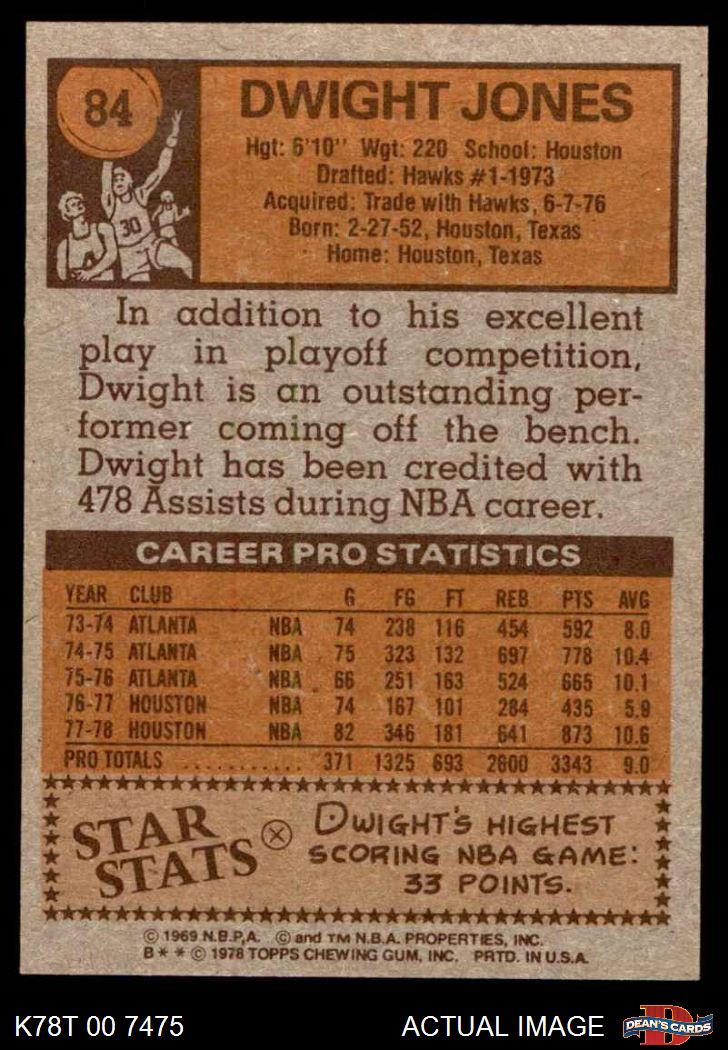 84
DWIGHT JONES
Hgt: 6'10'' Wgt: 220 School: Houston
Drafted: Hawks #1-1973
Acquired: Trade with Hawks, 6-7-76
Born: 2-27-52, Houston, Texas
Home: Houston, Texas
30
In addition to his excellent
play in playoff competition,
Dwight is an outstanding per-
former coming off the bench.
Dwight has been credited with
478 Assists during NBA career.
CAREER PRO STATISTICS
YEAR CLUB G FG FT REB PTS AVG
73-74 ATLANTA NBA 74 238 116 454 592 8.0
74-75 ATLANTA NBA 75 323 132 697 778 10.4
75-76 ATLANTA NBA 66 251 163 524 665 10.1
76-77 HOUSTON NBA 74 167 101 284 435 5.9
77-78 HOUSTON NBA 82 346 181 641 873 10.6
PRO TOTALS ........... 371 1325 693 2600 3343 9.0
STAR
STATS
DWIGHT'S HIGHEST
SCORING NBA GAME:
33 POINTS.
© 1969 N.B.P.A. © and TM N.B.A. PROPERTIES, INC.
B * * © 1978 TOPPS CHEWING GUM, INC. PRTD. IN U.S.A.
K78T 00 7475 ACTUAL IMAGE
D
DEAN'S CARDS